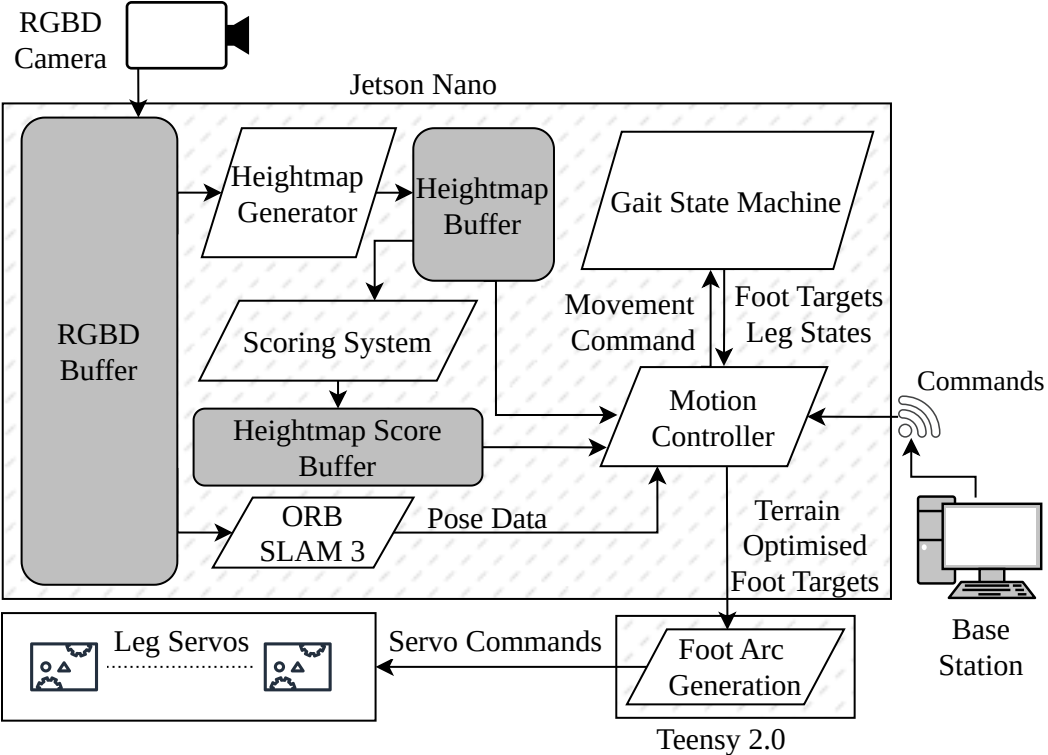 RGBD
Camera
Jetson Nano
Heightmap
Generator
Heightmap
Buffer
Gait State Machine
RGBD
Buffer
Scoring System
Movement
Command
Foot Targets
Leg States
Heightmap Score
Buffer
Motion
Controller
Commands
ORB
SLAM 3
Pose Data
Terrain
Optimised
Foot Targets
Base
Station
Leg Servos
Servo Commands
Foot Arc
Generation
Teensy 2.0